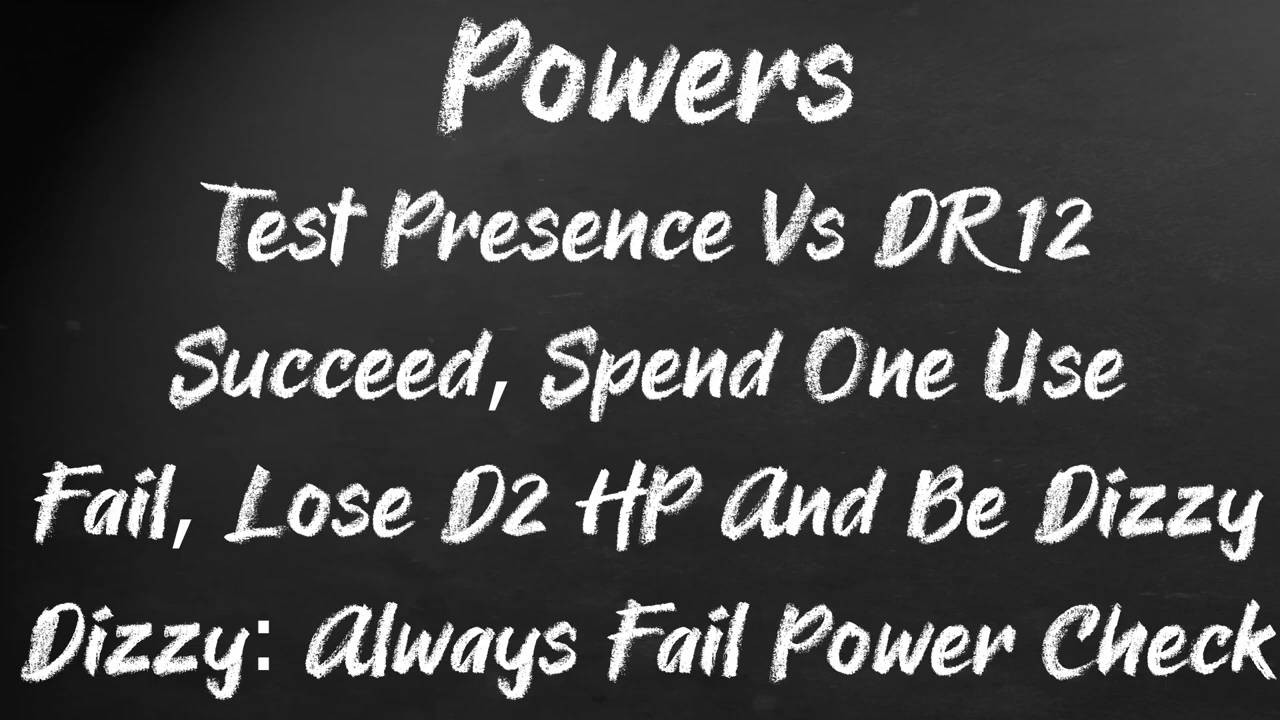 Powers
Test Presence Vs DR12
Succeed, Spend One Use
Fail, Lose D2 HP And Be Dizzy
Dizzy: Always Fail Power Check